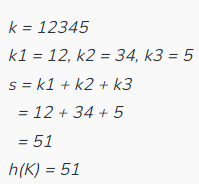 k = 12345
k1 = 12, k2 = 34, k3 = 5
s = k1 + k2 + k3
= 12 + 34 + 5
= 51
h(K) = 51